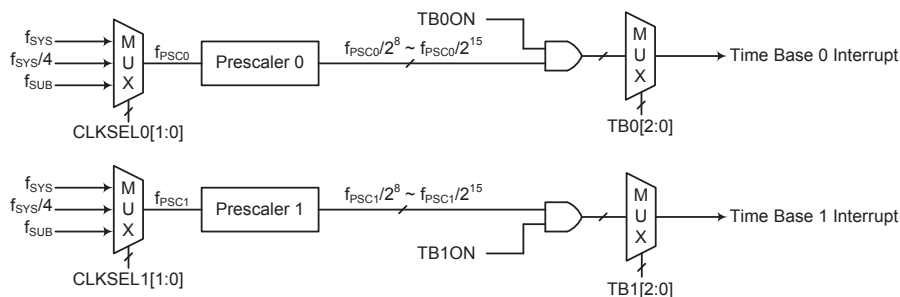 TB0ON
fSYS
fSYS/4
fSUB
M
U
X
fPSC0
Prescaler 0
fPSC0/2^8 ~ fPSC0/2^15
M
U
X
Time Base 0 Interrupt
CLKSEL0[1:0]
TB0[2:0]
fSYS
fSYS/4
fSUB
M
U
X
fPSC1
Prescaler 1
fPSC1/2^8 ~ fPSC1/2^15
M
U
X
Time Base 1 Interrupt
TB1ON
CLKSEL1[1:0]
TB1[2:0]